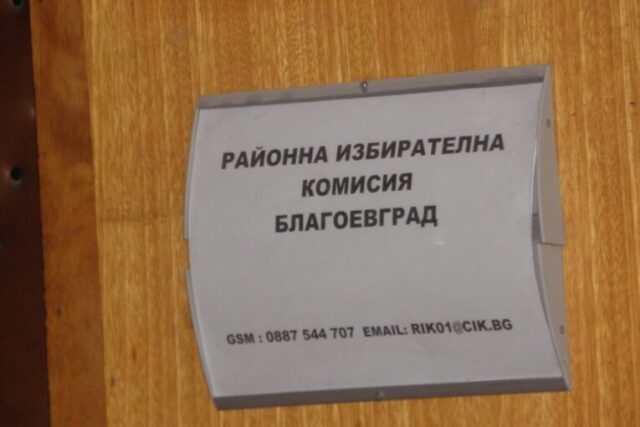 РАЙОННА ИЗБИРАТЕЛНА
КОМИСИЯ
БЛАГОЕВГРАД
GSM : 0887 544 707 EMAIL: RIK01@CIK.BG